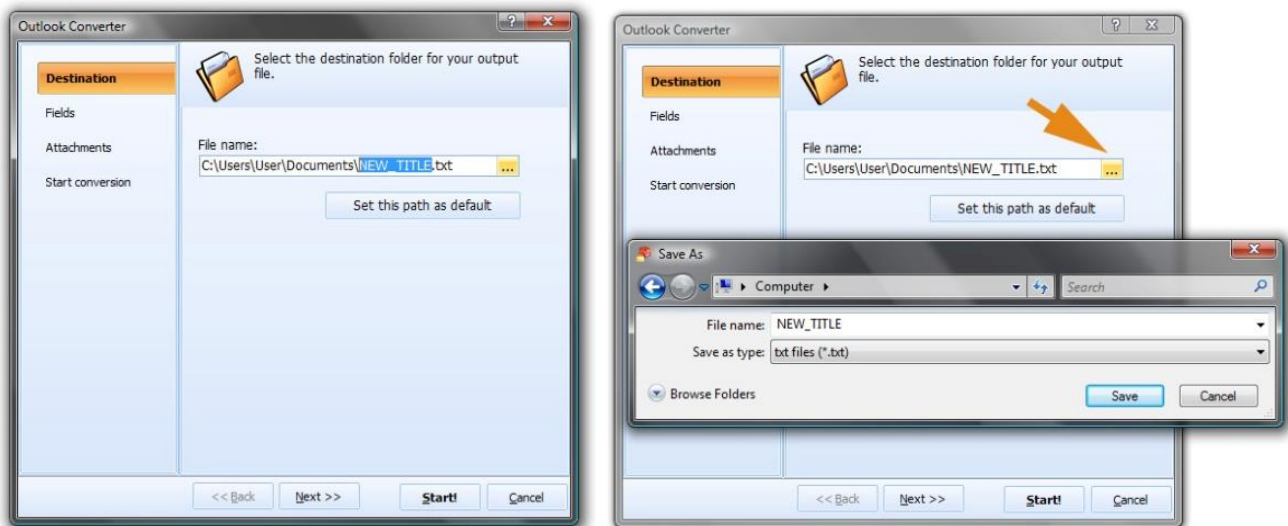 Outlook Converter
Select the destination folder for your output
file.
Destination
Fields
Attachments
Start conversion
File name:
C:\Users\User\Documents\NEW_TITLE.txt
...
Set this path as default
<< Back
Next >>
Start!
Cancel
Outlook Converter
Select the destination folder for your output
file.
Destination
Fields
Attachments
Start conversion
File name:
C:\Users\User\Documents\NEW_TITLE.txt
...
Set this path as default
Save As
Computer
Search
File name: NEW_TITLE
Save as type: txt files (*.txt)
Browse Folders
Save
Cancel
<< Back
Next >>
Start!
Cancel